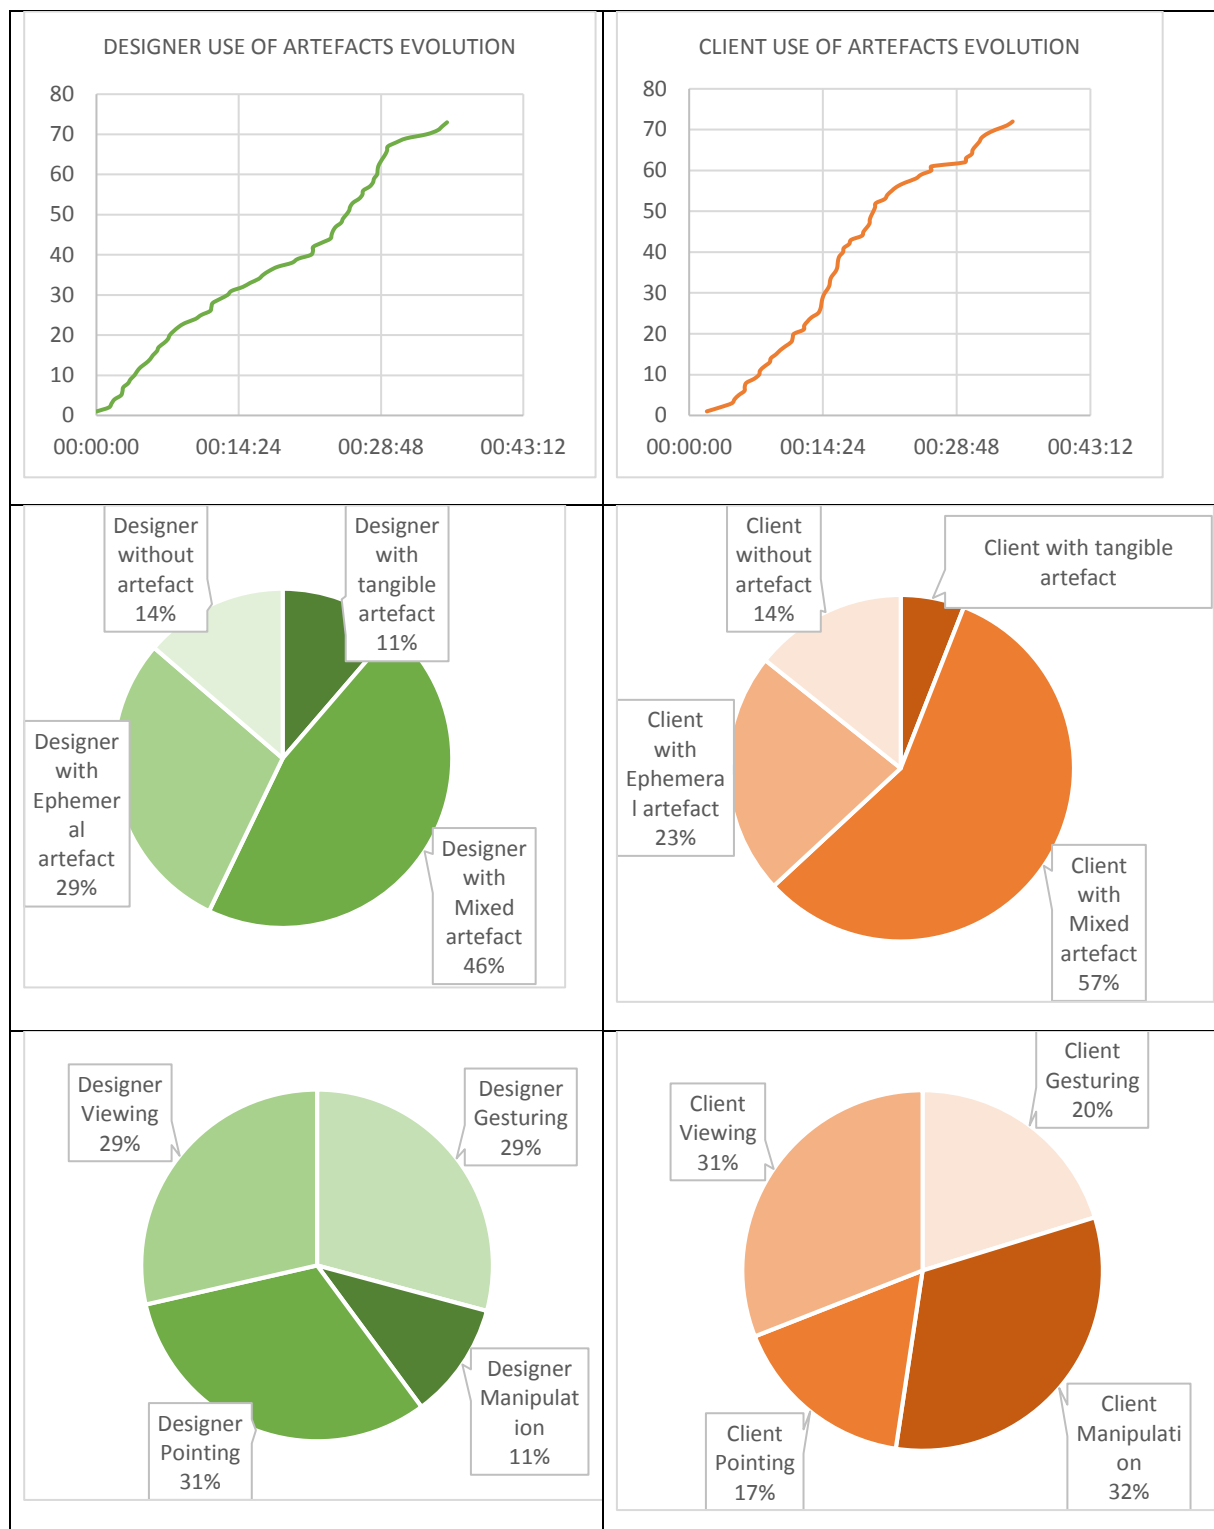 DESIGNER USE OF ARTEFACTS EVOLUTION
80
70
60
50
40
30
20
10
0
00:00:00 00:14:24 00:28:48 00:43:12
CLIENT USE OF ARTEFACTS EVOLUTION
80
70
60
50
40
30
20
10
0
00:00:00 00:14:24 00:28:48 00:43:12
Designer
without
artefact
14%
Designer
with
tangible
artefact
11%
Designer
with
Ephemer
al
artefact
29%
Designer
with
Mixed
artefact
46%
Client
without
artefact
14%
Client with tangible
artefact
Client
with
Ephemera
l artefact
23%
Client
with
Mixed
artefact
57%
Designer
Viewing
29%
Designer
Gesturing
29%
Designer
Pointing
31%
Designer
Manipulat
ion
11%
Client
Viewing
31%
Client
Gesturing
20%
Client
Pointing
17%
Client
Manipulati
on
32%